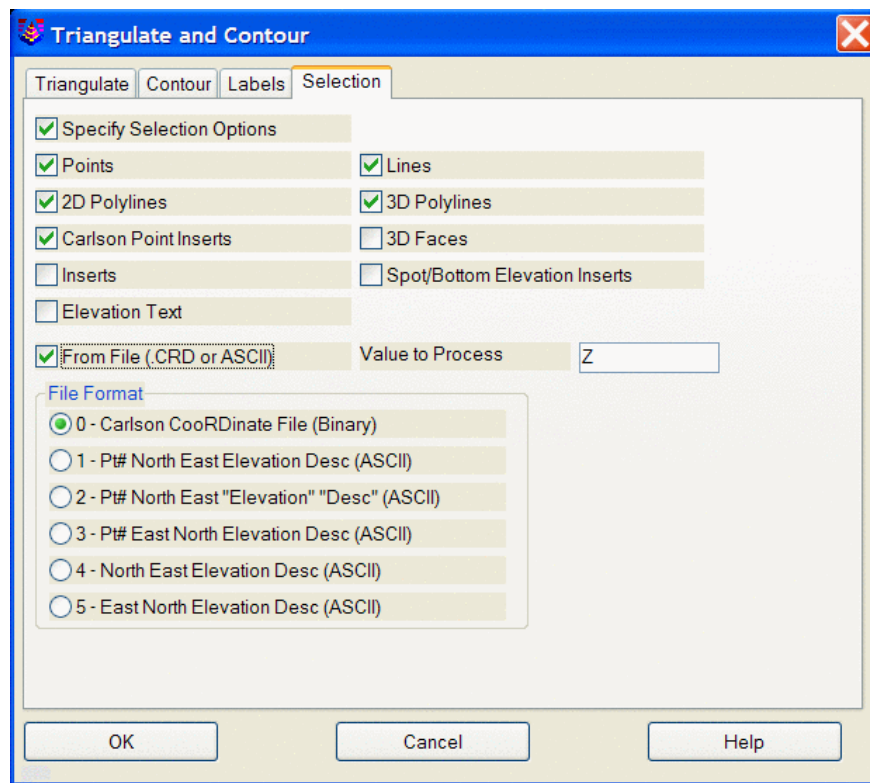 Triangulate and Contour
Triangulate Contour Labels Selection
Specify Selection Options
Points Lines
2D Polylines 3D Polylines
Carlson Point Inserts 3D Faces
Inserts Spot/Bottom Elevation Inserts
Elevation Text
From File (.CRD or ASCII) Value to Process Z
File Format
0 - Carlson CooRDinate File (Binary)
1 - Pt# North East Elevation Desc (ASCII)
2 - Pt# North East "Elevation" "Desc" (ASCII)
3 - Pt# East North Elevation Desc (ASCII)
4 - North East Elevation Desc (ASCII)
5 - East North Elevation Desc (ASCII)
OK Cancel Help